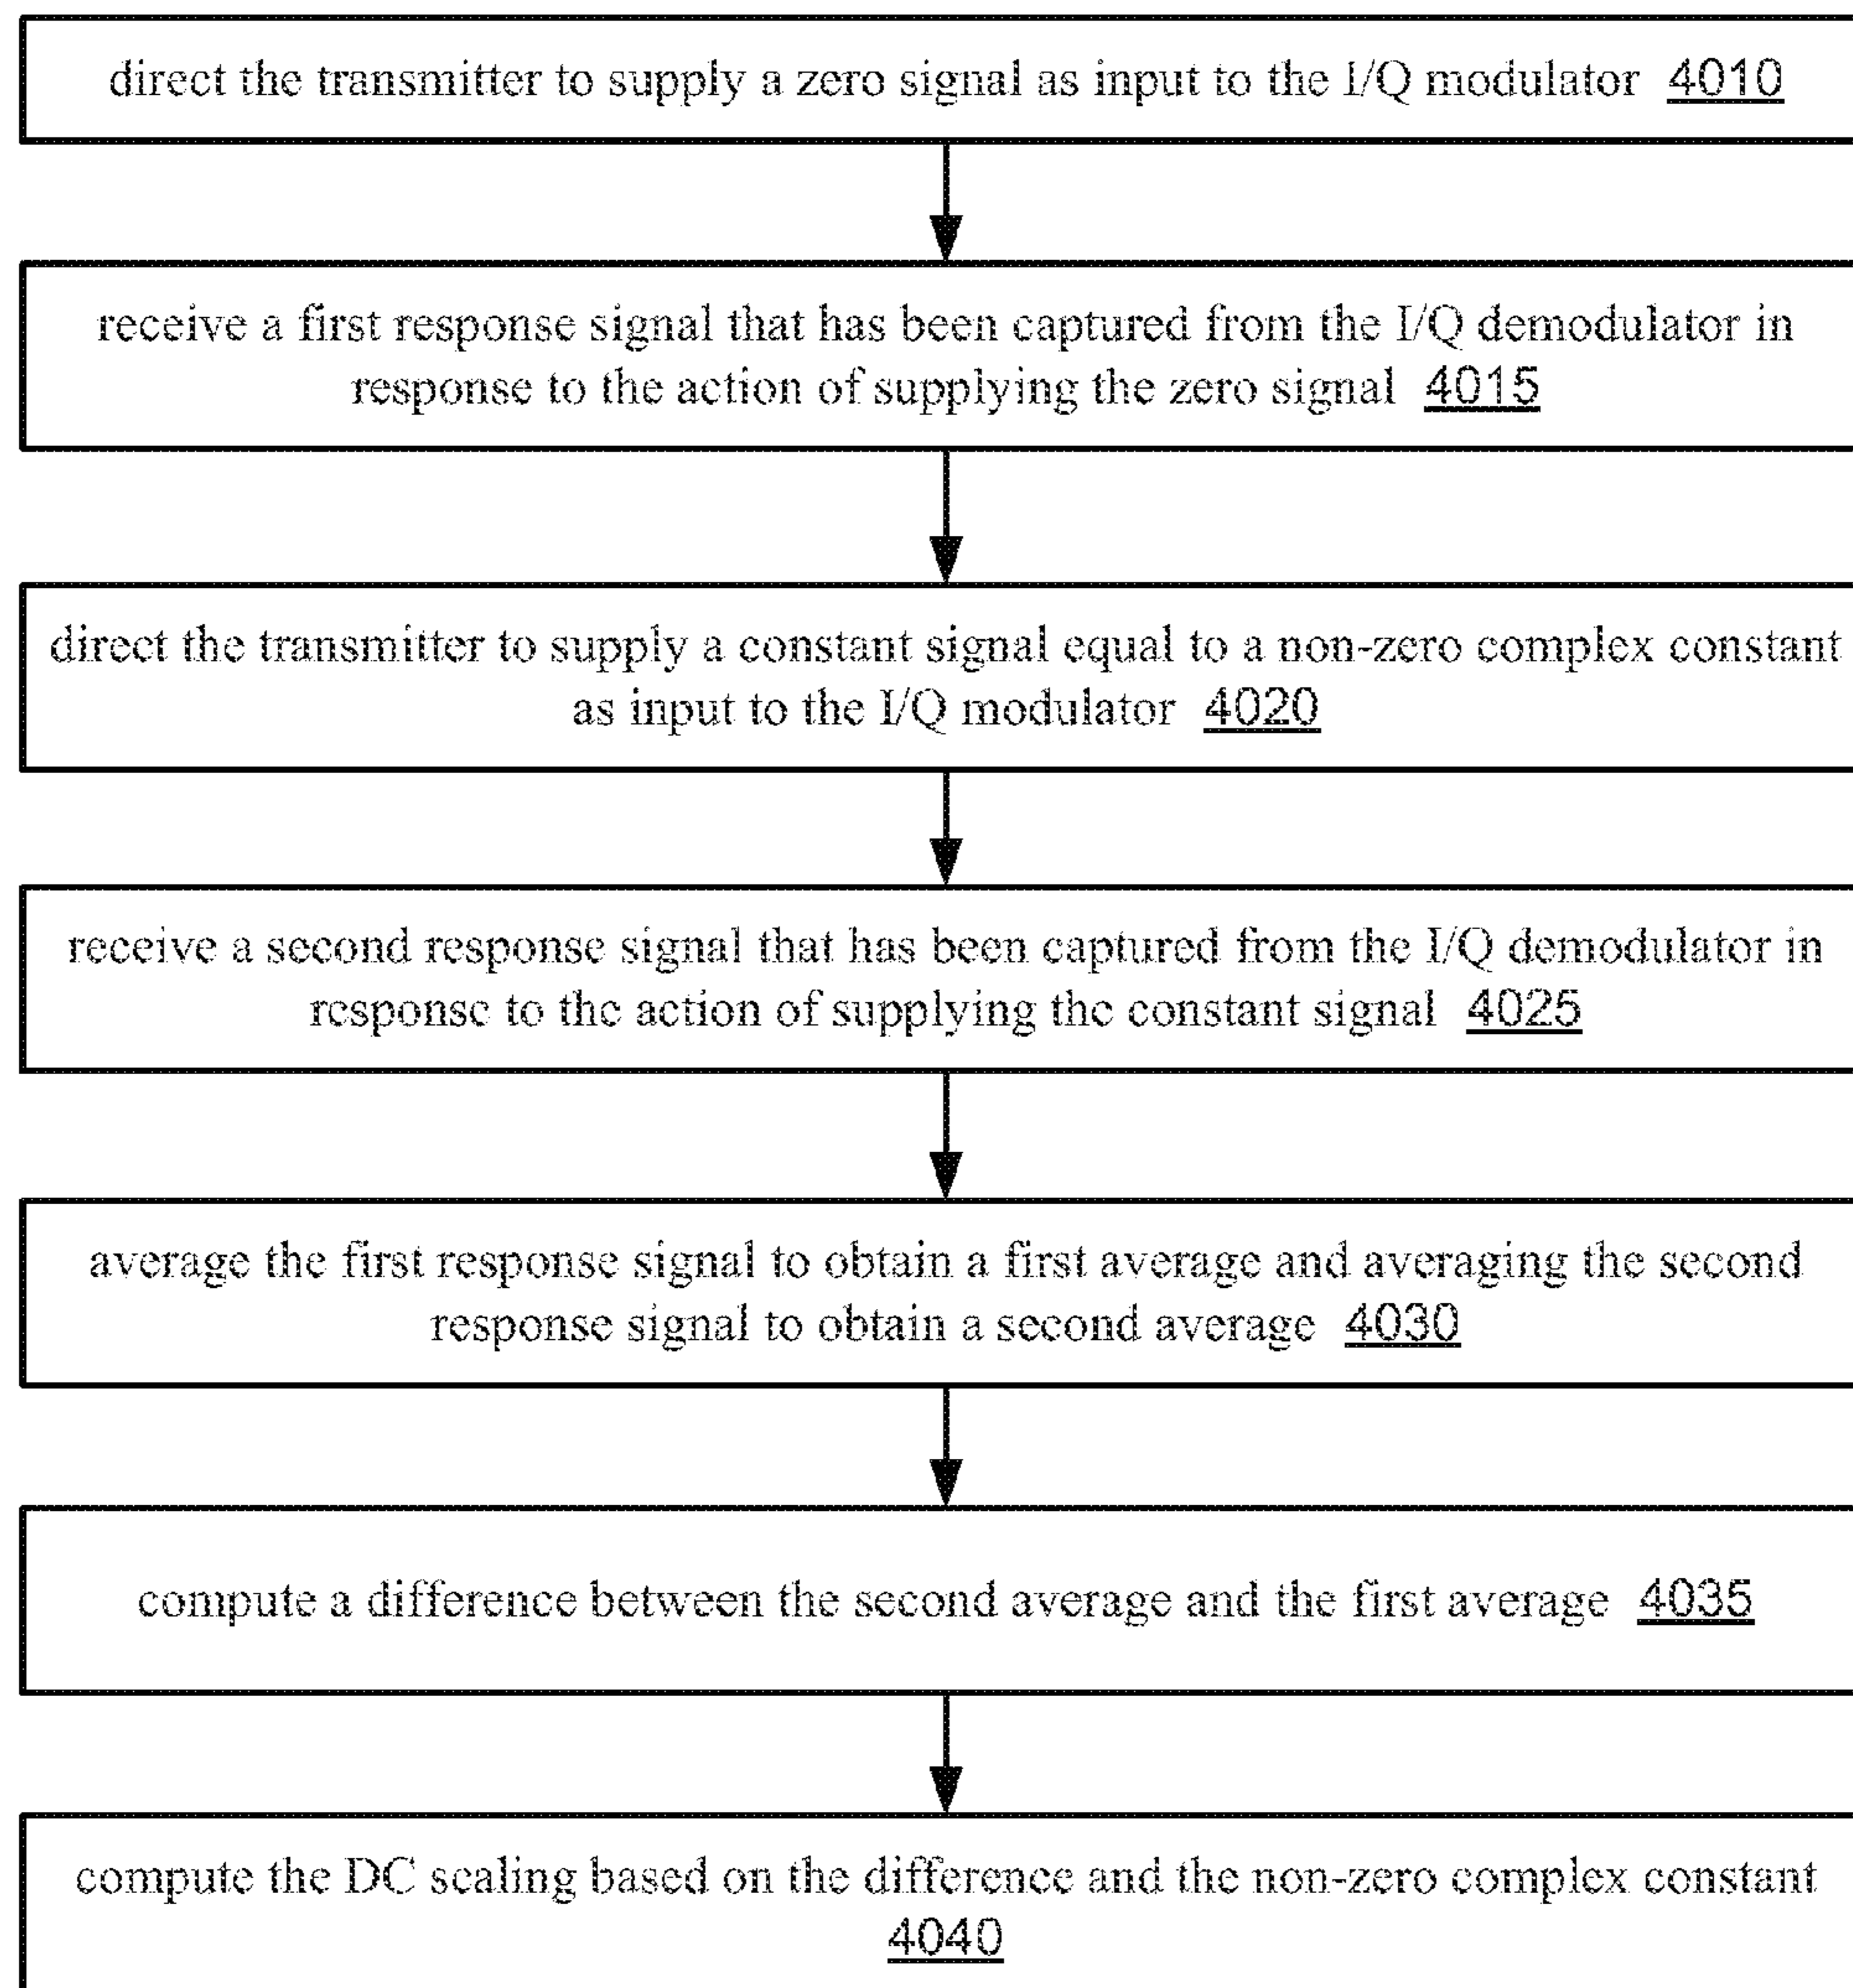 direct the transmitter to supply a zero signal as input to the I/Q modulator 4010
receive a first response signal that has been captured from the I/Q demodulator in
response to the action of supplying the zero signal 4015
direct the transmitter to supply a constant signal equal to a non-zero complex constant
as input to the I/Q modulator 4020
receive a second response signal that has been captured from the I/Q demodulator in
response to the action of supplying the constant signal 4025
average the first response signal to obtain a first average and averaging the second
response signal to obtain a second average 4030
compute a difference between the second average and the first average 4035
compute the DC scaling based on the difference and the non-zero complex constant
4040